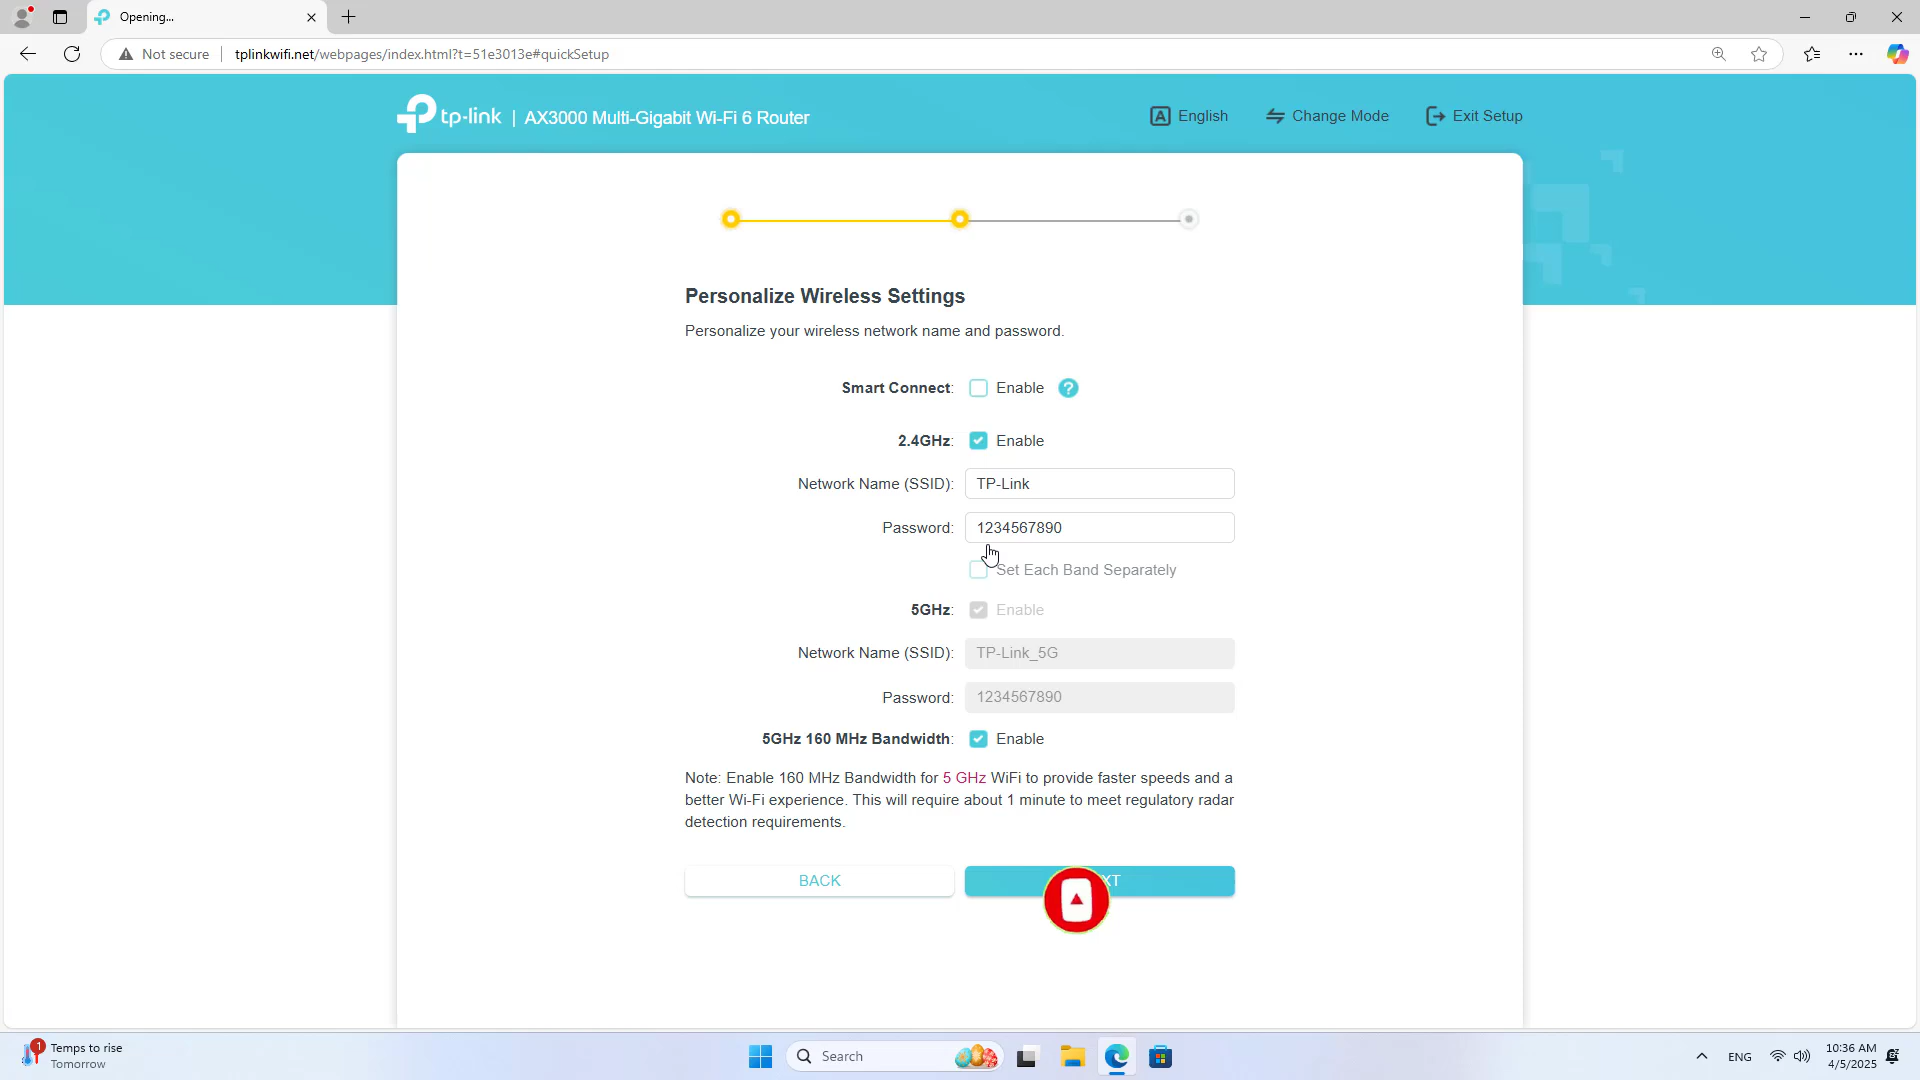 Opening...
Not secure
tplinkwifi.net/webpages/index.html?t=51e3013e#quickSetup
tp-link | AX3000 Multi-Gigabit Wi-Fi 6 Router
A English
Change Mode
Exit Setup
Personalize Wireless Settings
Personalize your wireless network name and password.
Smart Connect: Enable ?
2.4GHz: Enable
Network Name (SSID): TP-Link
Password: 1234567890
Set Each Band Separately
5GHz: Enable
Network Name (SSID): TP-Link_5G
Password: 1234567890
5GHz 160 MHz Bandwidth: Enable
Note: Enable 160 MHz Bandwidth for 5 GHz WiFi to provide faster speeds and a
better Wi-Fi experience. This will require about 1 minute to meet regulatory radar
detection requirements.
BACK
XT
1
Temps to rise
Tomorrow
Search
ENG
10:36 AM
4/5/2025